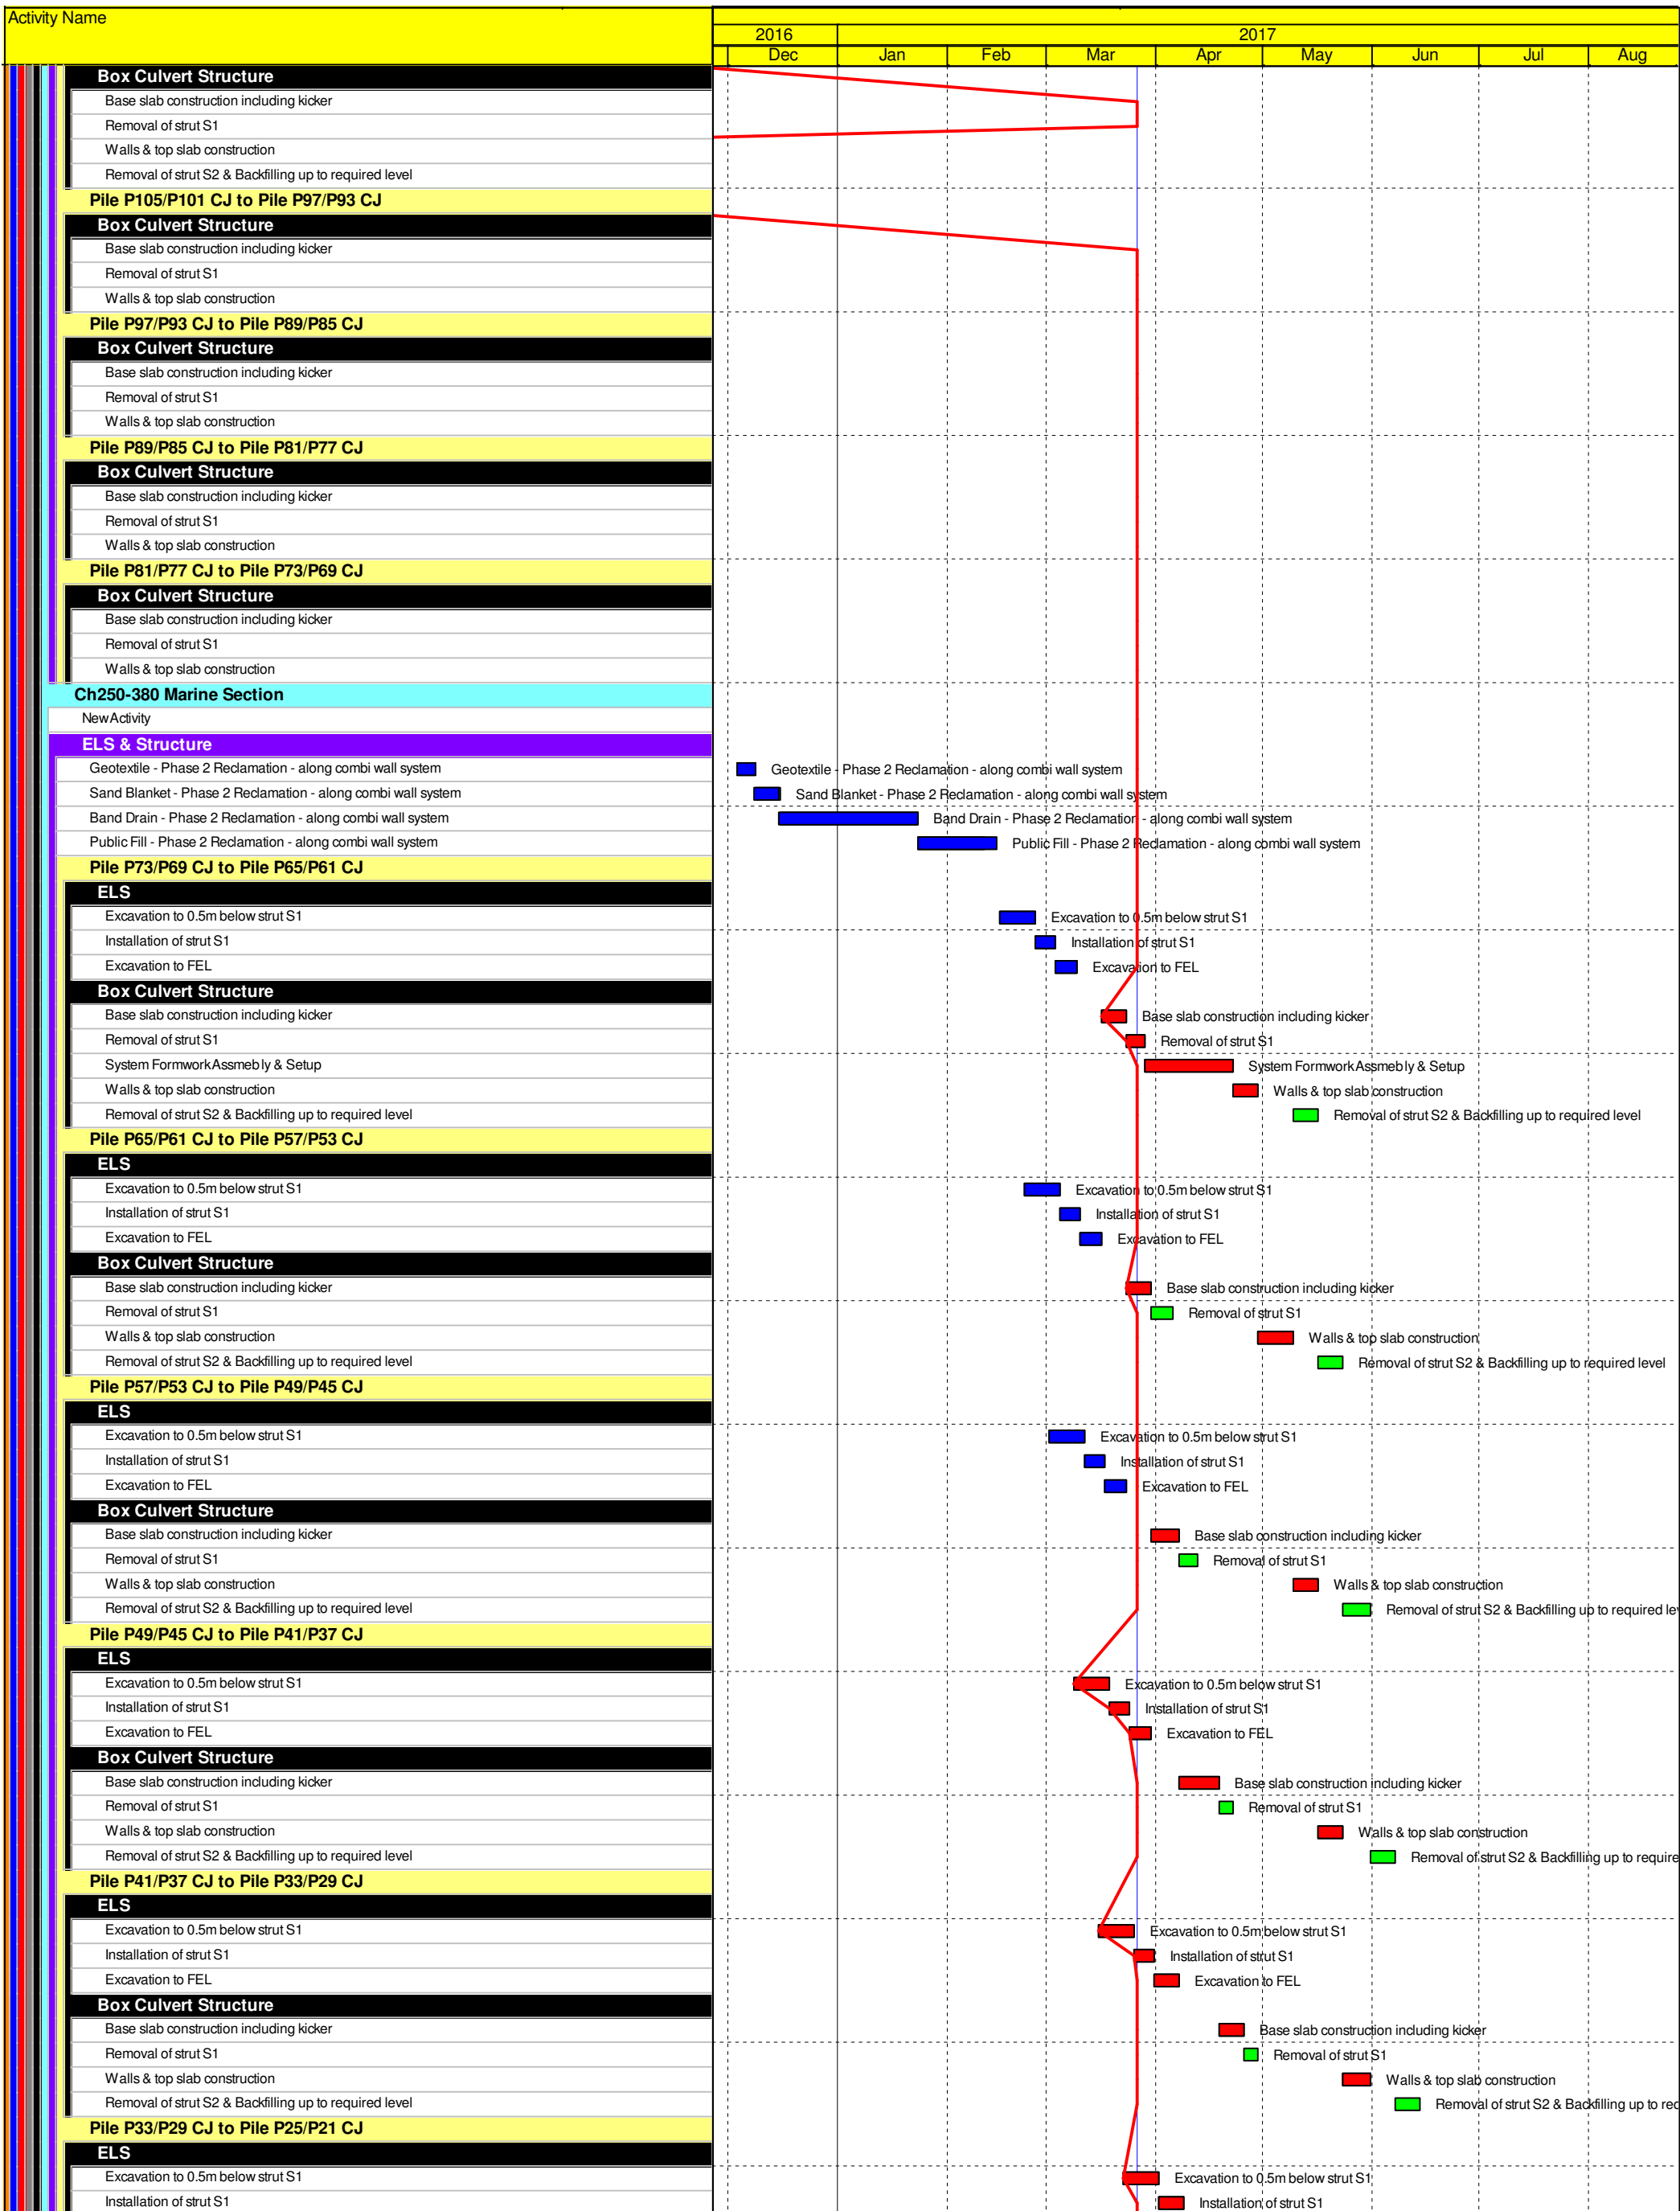 Activity Name
2016 2017
Dec Jan Feb Mar Apr May Jun Jul Aug
Box Culvert Structure
Base slab construction including kicker
Removal of strut S1
Walls & top slab construction
Removal of strut S2 & Backfilling up to required level
Pile P105/P101 CJ to Pile P97/P93 CJ
Box Culvert Structure
Base slab construction including kicker
Removal of strut S1
Walls & top slab construction
Pile P97/P93 CJ to Pile P89/P85 CJ
Box Culvert Structure
Base slab construction including kicker
Removal of strut S1
Walls & top slab construction
Pile P89/P85 CJ to Pile P81/P77 CJ
Box Culvert Structure
Base slab construction including kicker
Removal of strut S1
Walls & top slab construction
Pile P81/P77 CJ to Pile P73/P69 CJ
Box Culvert Structure
Base slab construction including kicker
Removal of strut S1
Walls & top slab construction
Ch250-380 Marine Section
NewActivity
ELS & Structure
Geotextile - Phase 2 Reclamation - along combi wall system Geotextile - Phase 2 Reclamation - along combi wall system
Sand Blanket - Phase 2 Reclamation - along combi wall system Sand Blanket - Phase 2 Reclamation - along combi wall system
Band Drain - Phase 2 Reclamation - along combi wall system Band Drain - Phase 2 Reclamation - along combi wall system
Public Fill - Phase 2 Reclamation - along combi wall system Public Fill - Phase 2 Reclamation - along combi wall system
Pile P73/P69 CJ to Pile P65/P61 CJ
ELS
Excavation to 0.5m below strut S1 Excavation to 0.5m below strut S1
Installation of strut S1 Installation of strut S1
Excavation to FEL Excavation to FEL
Box Culvert Structure
Base slab construction including kicker Base slab construction including kicker
Removal of strut S1 Removal of strut S1
System Formwork Assmebly & Setup System Formwork Assmebly & Setup
Walls & top slab construction Walls & top slab construction
Removal of strut S2 & Backfilling up to required level Removal of strut S2 & Backfilling up to required level
Pile P65/P61 CJ to Pile P57/P53 CJ
ELS
Excavation to 0.5m below strut S1 Excavation to 0.5m below strut S1
Installation of strut S1 Installation of strut S1
Excavation to FEL Excavation to FEL
Box Culvert Structure
Base slab construction including kicker Base slab construction including kicker
Removal of strut S1 Removal of strut S1
Walls & top slab construction Walls & top slab construction
Removal of strut S2 & Backfilling up to required level Removal of strut S2 & Backfilling up to required level
Pile P57/P53 CJ to Pile P49/P45 CJ
ELS
Excavation to 0.5m below strut S1 Excavation to 0.5m below strut S1
Installation of strut S1 Installation of strut S1
Excavation to FEL Excavation to FEL
Box Culvert Structure
Base slab construction including kicker Base slab construction including kicker
Removal of strut S1 Removal of strut S1
Walls & top slab construction Walls & top slab construction
Removal of strut S2 & Backfilling up to required level Removal of strut S2 & Backfilling up to required le
Pile P49/P45 CJ to Pile P41/P37 CJ
ELS
Excavation to 0.5m below strut S1 Excavation to 0.5m below strut S1
Installation of strut S1 Installation of strut S1
Excavation to FEL Excavation to FEL
Box Culvert Structure
Base slab construction including kicker Base slab construction including kicker
Removal of strut S1 Removal of strut S1
Walls & top slab construction Walls & top slab construction
Removal of strut S2 & Backfilling up to required level Removal of strut S2 & Backfilling up to require
Pile P41/P37 CJ to Pile P33/P29 CJ
ELS
Excavation to 0.5m below strut S1 Excavation to 0.5m below strut S1
Installation of strut S1 Installation of strut S1
Excavation to FEL Excavation to FEL
Box Culvert Structure
Base slab construction including kicker Base slab construction including kicker
Removal of strut S1 Removal of strut S1
Walls & top slab construction Walls & top slab construction
Removal of strut S2 & Backfilling up to required level Removal of strut S2 & Backfilling up to rec
Pile P33/P29 CJ to Pile P25/P21 CJ
ELS
Excavation to 0.5m below strut S1 Excavation to 0.5m below strut S1
Installation of strut S1 Installation of strut S1